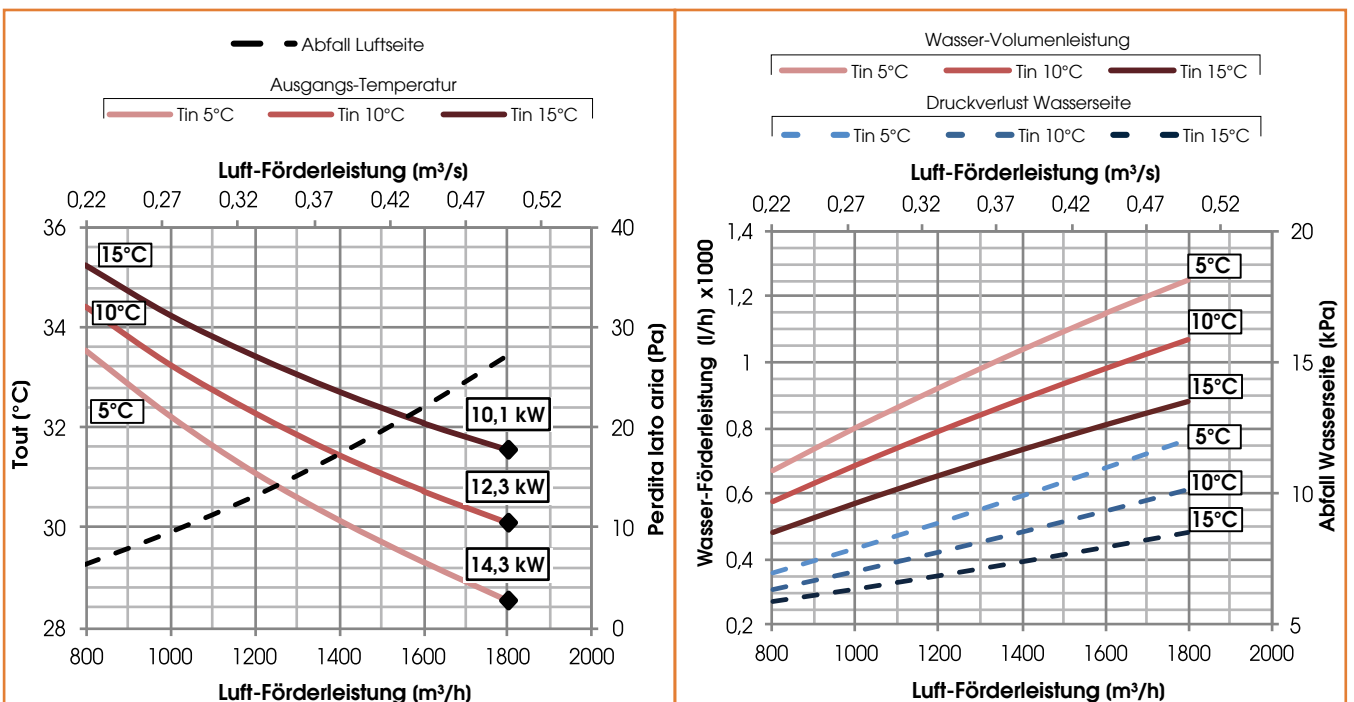 Abfall Luftseite
Ausgangs-Temperatur
Tin 5°C Tin 10°C Tin 15°C
Luft-Förderleistung (m³/s)
0,22 0,27 0,32 0,37 0,42 0,47 0,52
Tout (°C)
36
34
32
30
28
15°C
10°C
5°C
10,1 kW
12,3 kW
14,3 kW
40
30
20
10
0
Perdita lato aria (Pa)
800 1000 1200 1400 1600 1800 2000
Luft-Förderleistung (m³/h)
Wasser-Volumenleistung
Tin 5°C Tin 10°C Tin 15°C
Druckverlust Wasserseite
Tin 5°C Tin 10°C Tin 15°C
Luft-Förderleistung (m³/s)
0,22 0,27 0,32 0,37 0,42 0,47 0,52
Wasser-Förderleistung (l/h) x1000
1,4
1,2
1
0,8
0,6
0,4
0,2
5°C
10°C
15°C
5°C
10°C
15°C
20
15
10
5
Abfall Wasserseite (kPa)
800 1000 1200 1400 1600 1800 2000
Luft-Förderleistung (m³/h)